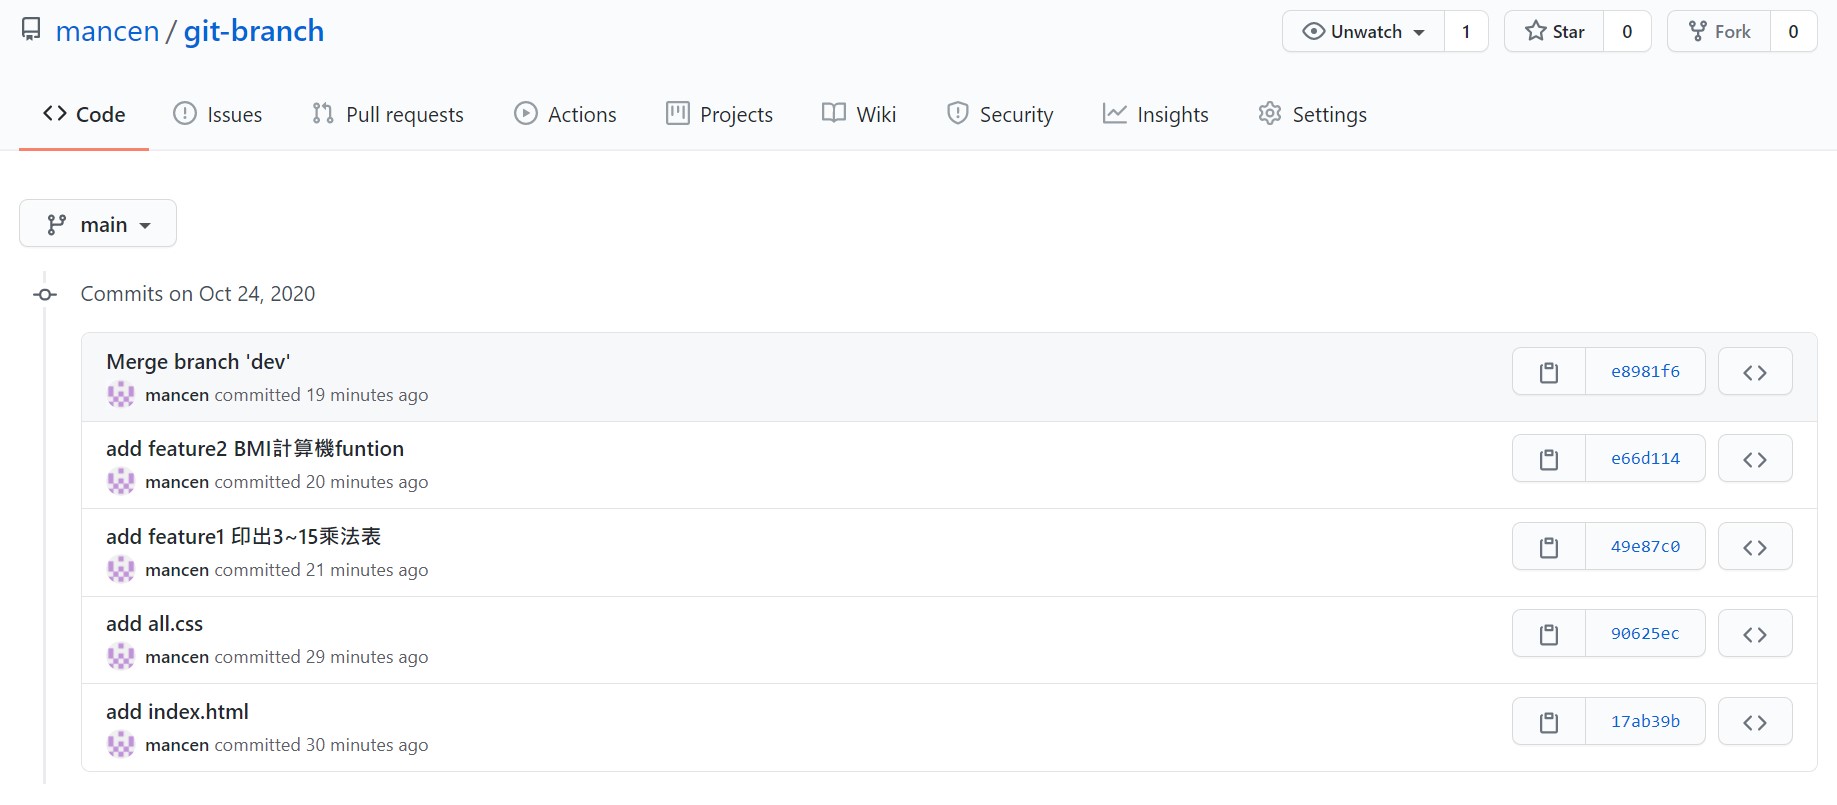 mancen / git-branch
Unwatch 1 Star 0 Fork 0
Code Issues Pull requests Actions Projects Wiki Security Insights Settings
main
Commits on Oct 24, 2020
Merge branch 'dev'
mancen committed 19 minutes ago
e8981f6
add feature2 BMI計算機funtion
mancen committed 20 minutes ago
e66d114
add feature1 印出3~15乘法表
mancen committed 21 minutes ago
49e87c0
add all.css
mancen committed 29 minutes ago
90625ec
add index.html
mancen committed 30 minutes ago
17ab39b